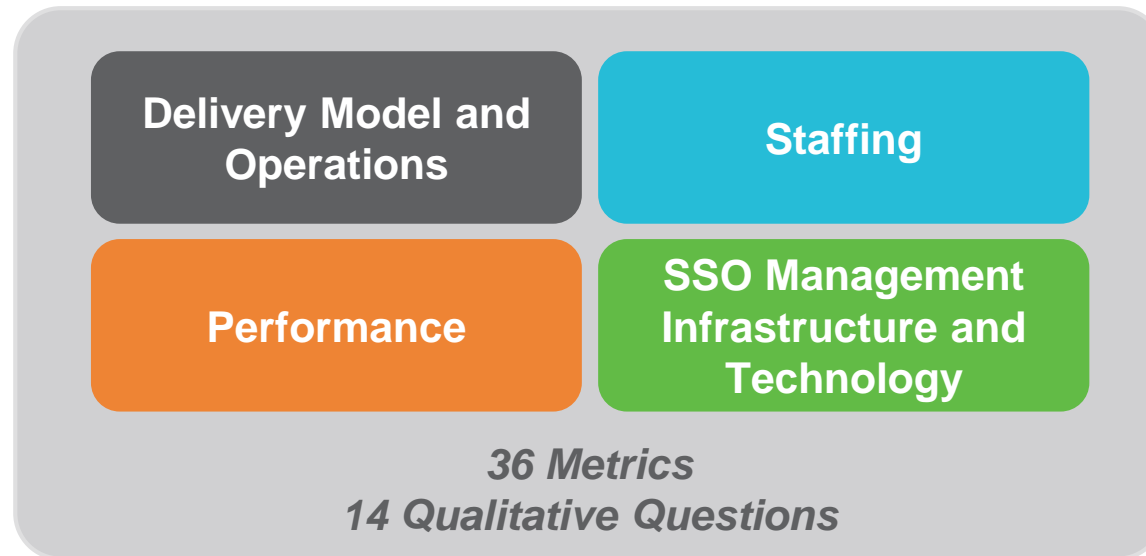 Delivery Model and
Operations
Staffing
Performance
SSO Management
Infrastructure and
Technology
36 Metrics
14 Qualitative Questions